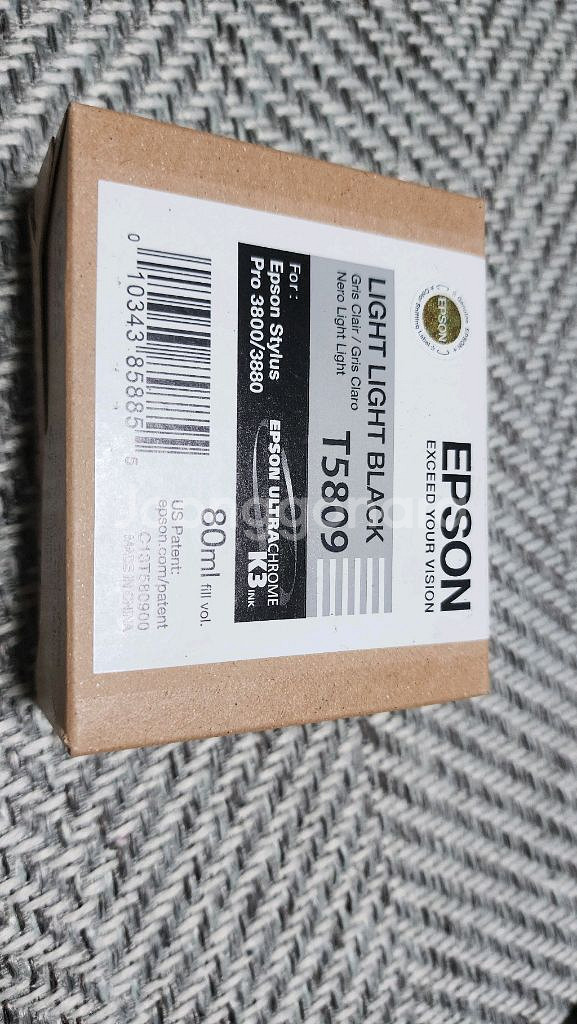 EPSON
EXCEED YOUR VISION
EPSON
LIGHT LIGHT BLACK
Gris Clair / Gris Claro
Nero Light Light
T5809
For :
Epson Stylus
Pro 3800/3880
EPSON ULTRACHROME
K3 INK
80ml fill vol.
US Patent:
epson.com/patent
C13T580900
MADE IN CHINA
0 10343 85885 5